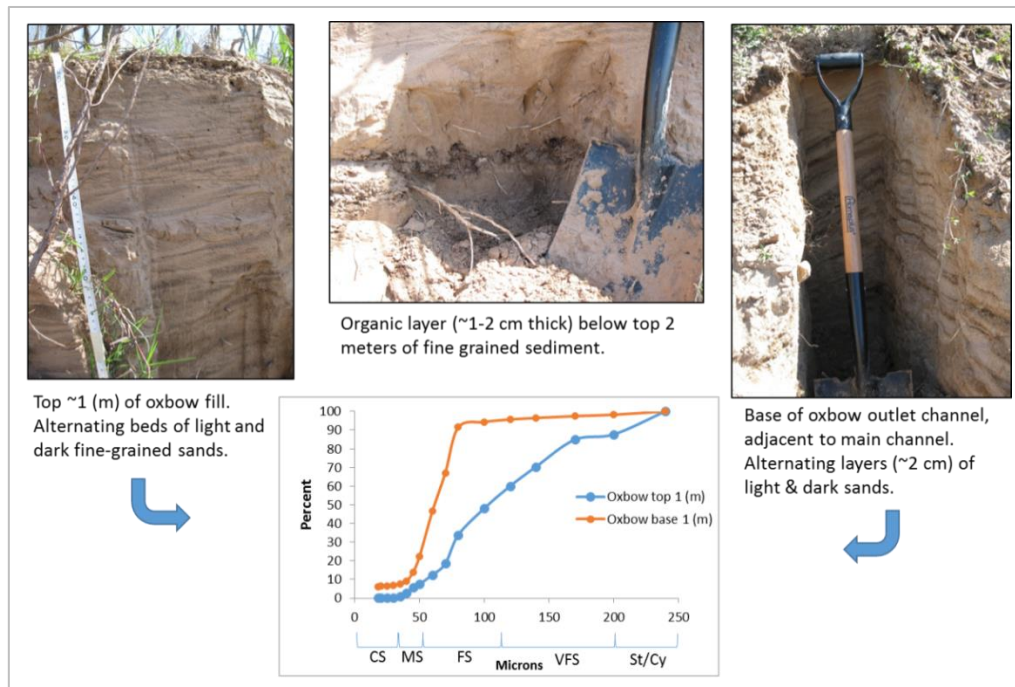 Organic layer (~1-2 cm thick) below top 2
meters of fine grained sediment.
Top ~1 (m) of oxbow fill.
Alternating beds of light and
dark fine-grained sands.
Base of oxbow outlet channel,
adjacent to main channel.
Alternating layers (~2 cm) of
light & dark sands.
Percent
100
90
80
70
60
50
40
30
20
10
0
Oxbow top 1 (m)
Oxbow base 1 (m)
0 50 100 150 200 250
CS MS FS VFS St/Cy
Microns